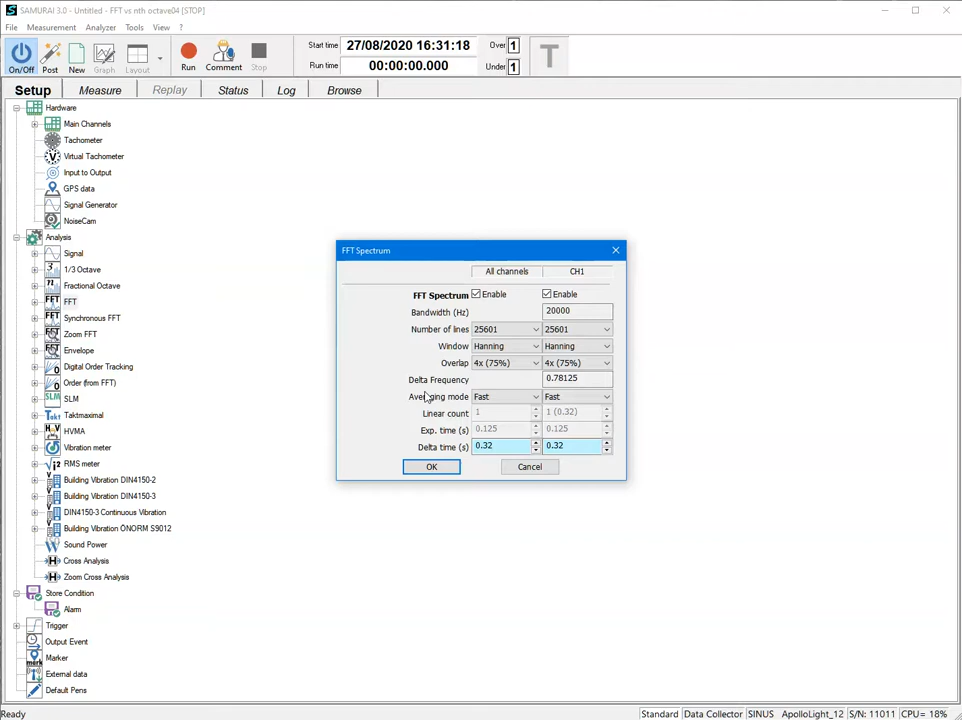 SAMURAI 3.0 - Untitled - FFT vs nth octave04 [STOP]
File Measurement Analyzer Tools View ?
On/Off Post New Graph Layout Run Comment Stop
Start time 27/08/2020 16:31:18 Over 1
Run time 00:00:00.000 Under 1
T
Setup Measure Replay Status Log Browse
Hardware
Main Channels
Tachometer
Virtual Tachometer
Input to Output
GPS data
Signal Generator
NoiseCam
Analysis
Signal
1/3 Octave
Fractional Octave
FFT
Synchronous FFT
Zoom FFT
Envelope
Digital Order Tracking
Order (from FFT)
SLM
Taktmaximal
HVMA
Vibration meter
RMS meter
Building Vibration DIN4150-2
Building Vibration DIN4150-3
DIN4150-3 Continuous Vibration
Building Vibration ÖNORM S9012
Sound Power
Cross Analysis
Zoom Cross Analysis
Store Condition
Alarm
Trigger
Output Event
Marker
External data
Default Pens
FFT Spectrum
All channels CH1
FFT Spectrum Enable Enable
Bandwidth (Hz) 20000
Number of lines 25601 25601
Window Hanning Hanning
Overlap 4x (75%) 4x (75%)
Delta Frequency 0.78125
Averaging mode Fast Fast
Linear count 1 1 (0.32)
Exp. time (s) 0.125 0.125
Delta time (s) 0.32 0.32
OK Cancel
Ready Standard Data Collector SINUS ApolloLight_12 S/N: 11011 CPU= 18%